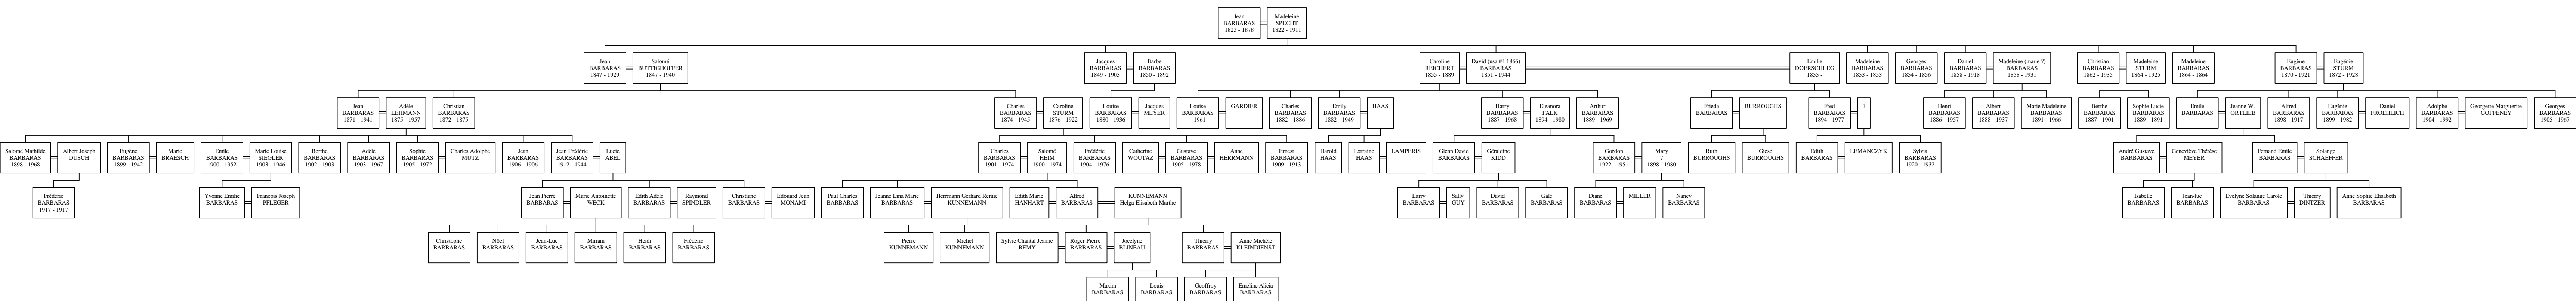 Jean
BARBARAS
1823 - 1878
Madeleine
SPECHT
1822 - 1911
Jean
BARBARAS
1847 - 1929
Salomé
BUTTIGHOFFER
1847 - 1940
Jacques
BARBARAS
1849 - 1903
Barbe
BARBARAS
1850 - 1892
Caroline
REICHERT
1855 - 1889
David (usa #4 1866)
BARBARAS
1851 - 1944
Emilie
DOERSCHLEG
1855 -
Madeleine
BARBARAS
1853 - 1853
Georges
BARBARAS
1854 - 1856
Daniel
BARBARAS
1858 - 1918
Madeleine (marie ?)
BARBARAS
1858 - 1931
Christian
BARBARAS
1862 - 1935
Madeleine
STURM
1864 - 1925
Madeleine
BARBARAS
1864 - 1864
Eugène
BARBARAS
1870 - 1921
Eugénie
STURM
1872 - 1928
Jean
BARBARAS
1871 - 1941
Adèle
LEHMANN
1875 - 1957
Christian
BARBARAS
1872 - 1875
Charles
BARBARAS
1874 - 1945
Caroline
STURM
1876 - 1922
Louise
BARBARAS
1880 - 1936
Jacques
MEYER
Louise
BARBARAS
- 1961
GARDIER
Charles
BARBARAS
1882 - 1886
Emily
BARBARAS
1882 - 1949
HAAS
Harry
BARBARAS
1887 - 1968
Eleanora
FALK
1894 - 1980
Arthur
BARBARAS
1889 - 1969
Frieda
BARBARAS
BURROUGHS
Fred
BARBARAS
1894 - 1977
?
Henri
BARBARAS
1886 - 1957
Albert
BARBARAS
1888 - 1937
Marie Madeleine
BARBARAS
1891 - 1966
Berthe
BARBARAS
1887 - 1901
Sophie Lucie
BARBARAS
1889 - 1891
Emile
BARBARAS
Jeanne W.
ORTLIEB
Alfred
BARBARAS
1898 - 1917
Eugénie
BARBARAS
1899 - 1982
Daniel
FROEHLICH
Adolphe
BARBARAS
1904 - 1992
Georgette Marguerite
GOFFENEY
Georges
BARBARAS
1905 - 1967
Salomé Mathilde
BARBARAS
1898 - 1968
Albert Joseph
DUSCH
Eugène
BARBARAS
1899 - 1942
Marie
BRAESCH
Emile
BARBARAS
1900 - 1952
Marie Louise
SIEGLER
1903 - 1946
Berthe
BARBARAS
1902 - 1903
Adèle
BARBARAS
1903 - 1967
Sophie
BARBARAS
1905 - 1972
Charles Adolphe
MUTZ
Jean
BARBARAS
1906 - 1906
Jean Frédéric
BARBARAS
1912 - 1944
Lucie
ABEL
Charles
BARBARAS
1901 - 1974
Salomé
HEIM
1900 - 1974
Frédéric
BARBARAS
1904 - 1976
Catherine
WOUTAZ
Gustave
BARBARAS
1905 - 1978
Anne
HERRMANN
Ernest
BARBARAS
1909 - 1913
Harold
HAAS
Lorraine
HAAS
LAMPERIS
Glenn David
BARBARAS
Géraldine
KIDD
Gordon
BARBARAS
1922 - 1951
Mary
?
1898 - 1980
Ruth
BURROUGHS
Giese
BURROUGHS
Edith
BARBARAS
LEMANCZYK
Sylvia
BARBARAS
1920 - 1932
André Gustave
BARBARAS
Geneviève Thérèse
MEYER
Fernand Emile
BARBARAS
Solange
SCHAEFFER
Frédéric
BARBARAS
1917 - 1917
Yvonne Emilie
BARBARAS
Francois Joseph
PFLEGER
Jean Pierre
BARBARAS
Marie Antoinette
WECK
Edith Adèle
BARBARAS
Raymond
SPINDLER
Christiane
BARBARAS
Edouard Jean
MONAMI
Paul Charles
BARBARAS
Jeanne Lina Marie
BARBARAS
Herrmann Gerhard Remie
KUNNEMANN
Edith Marie
HANHART
Alfred
BARBARAS
KUNNEMANN
Helga Elisabeth Marthe
Larry
BARBARAS
Sally
GUY
David
BARBARAS
Gale
BARBARAS
Diane
BARBARAS
MILLER
Nancy
BARBARAS
Isabelle
BARBARAS
Jean-luc
BARBARAS
Evelyne Solange Carole
BARBARAS
Thierry
DINTZER
Anne Sophie Elisabeth
BARBARAS
Christophe
BARBARAS
Nöel
BARBARAS
Jean-Luc
BARBARAS
Miriam
BARBARAS
Heidi
BARBARAS
Frédéric
BARBARAS
Pierre
KUNNEMANN
Michel
KUNNEMANN
Sylvie Chantal Jeanne
REMY
Roger Pierre
BARBARAS
Jocelyne
BLINEAU
Thierry
BARBARAS
Anne Michèle
KLEINDIENST
Maxim
BARBARAS
Louis
BARBARAS
Geoffroy
BARBARAS
Emeline Alicia
BARBARAS